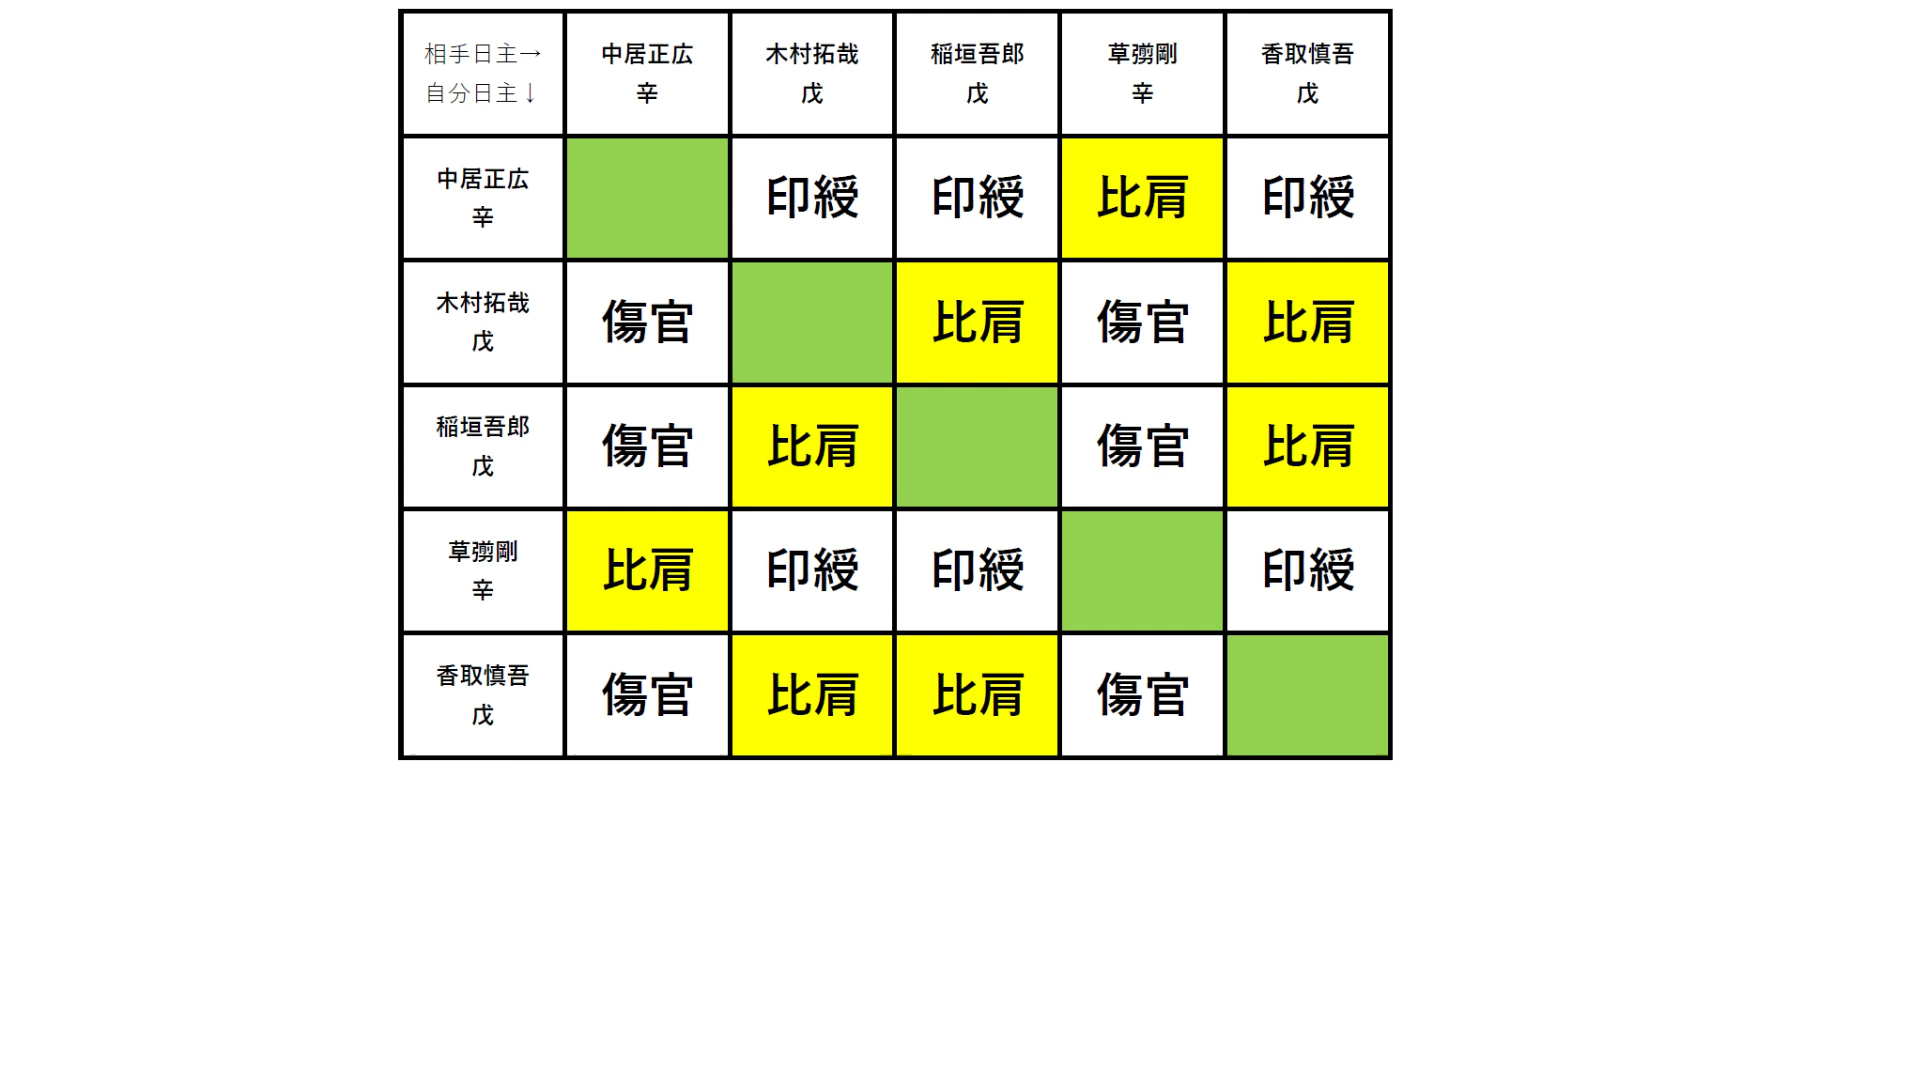 相手日主→
自分日主↓
中居正広
辛
木村拓哉
戊
稲垣吾郎
戊
草彅剛
辛
香取慎吾
戊
中居正広
辛
印綬
印綬
比肩
印綬
木村拓哉
戊
傷官
比肩
傷官
比肩
稲垣吾郎
戊
傷官
比肩
傷官
比肩
草彅剛
辛
比肩
印綬
印綬
印綬
香取慎吾
戊
傷官
比肩
比肩
傷官